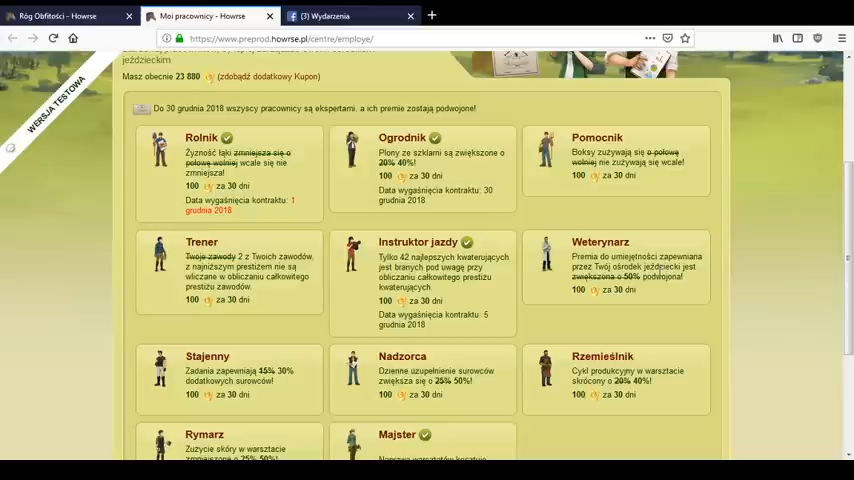 Róg Obfitości - Howrse
Moi pracownicy - Howrse
(3) Wydarzenia
https://www.preprod.howrse.pl/centre/employe/
jeździeckim.
Masz obecnie 23 880 (zdobądź dodatkowy Kupon)
WERSJA TESTOWA
Do 30 grudnia 2018 wszyscy pracownicy są ekspertami, a ich premie zostają podwojone!
Rolnik
Żyzność łąki zmniejsza się o
połowę wolniej wcale się nie
zmniejsza!
100 za 30 dni
Data wygaśnięcia kontraktu: 1
grudnia 2018
Ogrodnik
Plony ze szklarni są zwiększone o
20% 40%!
100 za 30 dni
Data wygaśnięcia kontraktu: 30
grudnia 2018
Pomocnik
Boksy zużywają się o połowę
wolniej nie zużywają się wcale!
100 za 30 dni
Trener
Twoje zawody 2 z Twoich zawodów,
z najniższym prestiżem nie są
wliczane w obliczaniu całkowitego
prestiżu zawodów.
100 za 30 dni
Instruktor jazdy
Tylko 42 najlepszych kwaterujących
jest branych pod uwagę przy
obliczaniu całkowitego prestiżu
kwaterujących.
100 za 30 dni
Data wygaśnięcia kontraktu: 5
grudnia 2018
Weterynarz
Premia do umiejętności zapewniana
przez Twój ośrodek jeździecki jest
zwiększona o 50% podwojona!
100 za 30 dni
Stajenny
Zadania zapewniają 15% 30%
dodatkowych surowców!
100 za 30 dni
Nadzorca
Dzienne uzupełnienie surowców
zwiększa się o 25% 50%!
100 za 30 dni
Rzemieślnik
Cykl produkcyjny w warsztacie
skrócony o 20% 40%!
100 za 30 dni
Rymarz
Zużycie skóry w warsztacie
zmniejszone o 25% 50%!
Majster
Naprawa warsztatów kosztuje